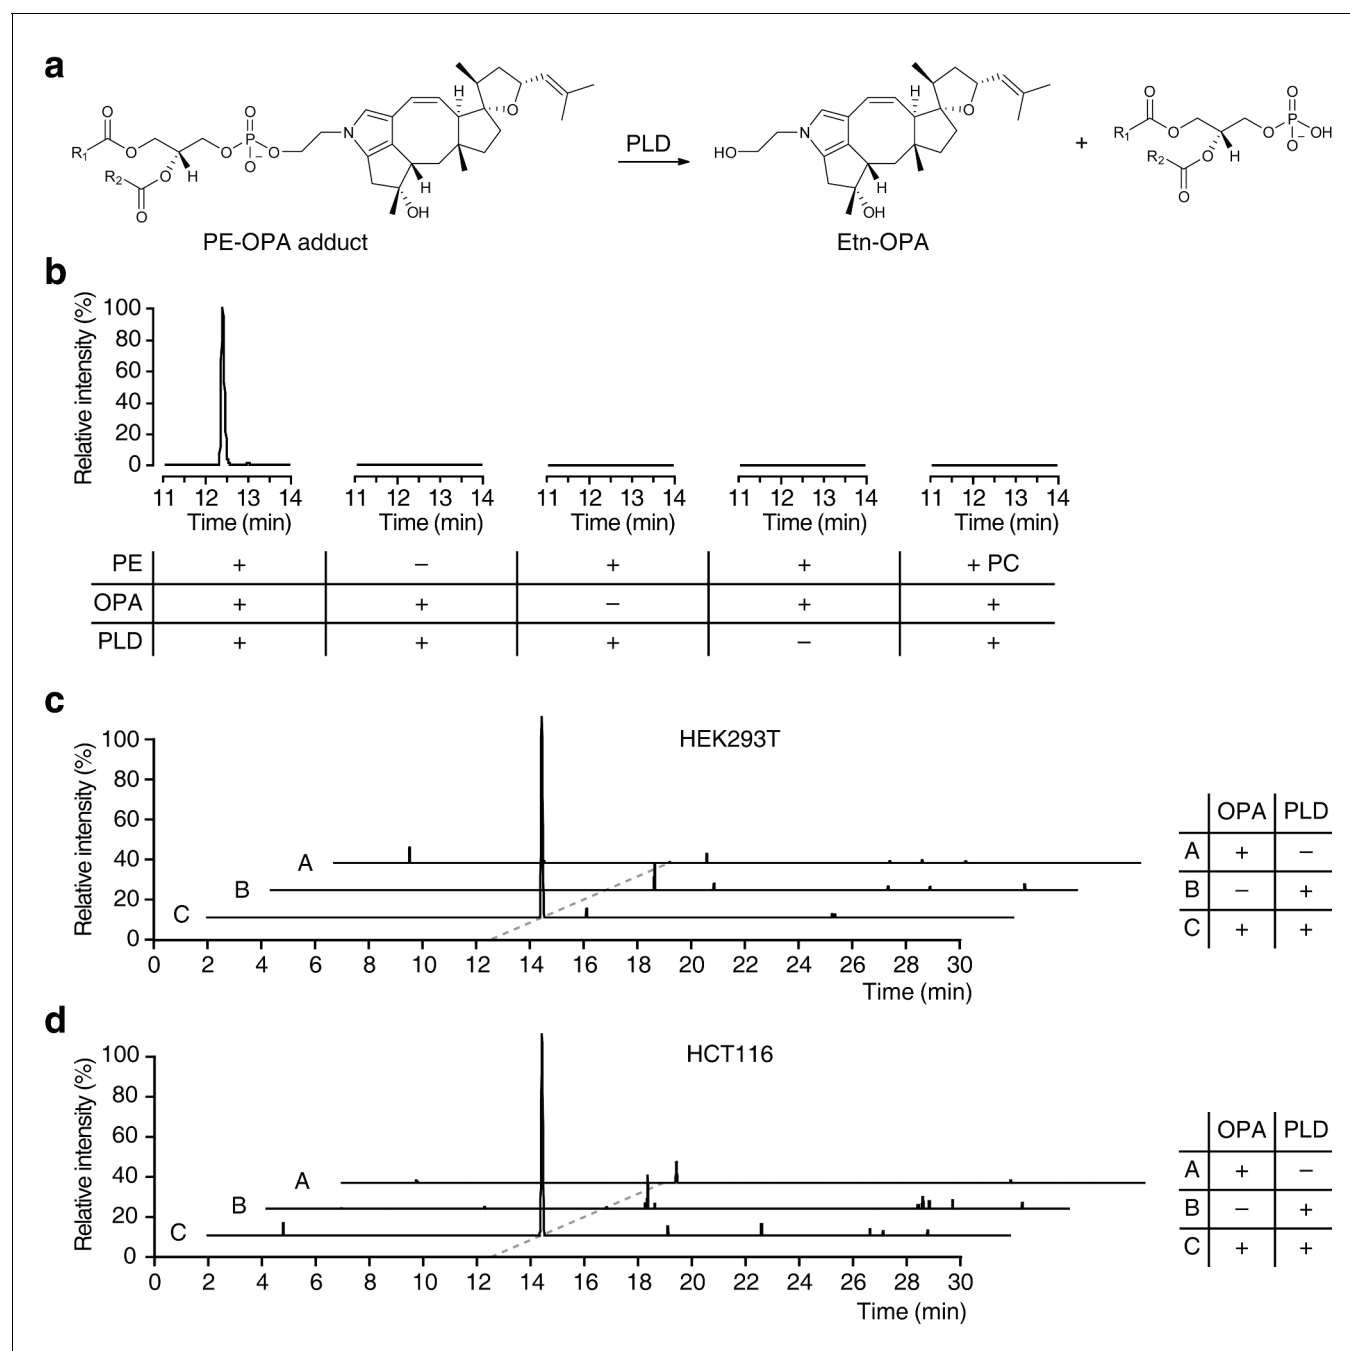 a
O
R1
O
R2
O
O
H
O
O
P
O−
O
N
H
H
OH
H
O
PLD
HO
N
H
H
OH
H
O
+
O
R1
O
R2
O
O
H
O
O
P
O−
OH
PE-OPA adduct
Etn-OPA
b
Relative intensity (%)
100
80
60
40
20
0
11 12 13 14
11 12 13 14
11 12 13 14
11 12 13 14
11 12 13 14
Time (min)
Time (min)
Time (min)
Time (min)
Time (min)
PE + – + + + PC
OPA + + – + +
PLD + + + – +
c
HEK293T
Relative intensity (%)
100
80
60
40
20
0
A
B
C
0 2 4 6 8 10 12 14 16 18 20 22 24 26 28 30
Time (min)
OPA PLD
A + –
B – +
C + +
d
HCT116
Relative intensity (%)
100
80
60
40
20
0
A
B
C
0 2 4 6 8 10 12 14 16 18 20 22 24 26 28 30
Time (min)
OPA PLD
A + –
B – +
C + +